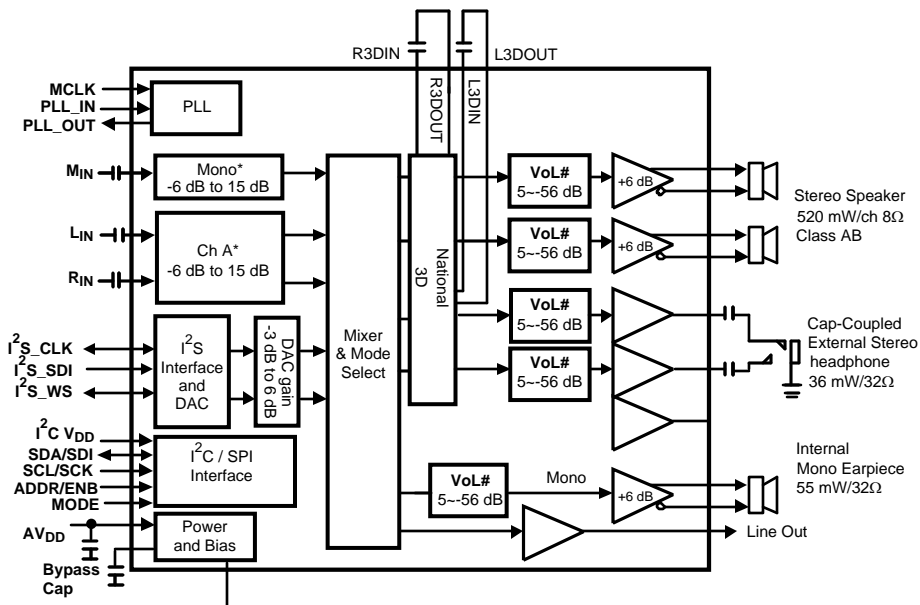 R3DIN
L3DOUT
R3DOUT
L3DIN
MCLK
PLL_IN
PLL_OUT
PLL
MIN
Mono*
-6 dB to 15 dB
LIN
RIN
Ch A*
-6 dB to 15 dB
I2S_CLK
I2S_SDI
I2S_WS
I2S
Interface
and
DAC
DAC gain
-3 dB to 6 dB
I2C VDD
SDA/SDI
SCL/SCK
ADDR/ENB
MODE
I2C / SPI
Interface
AVDD
Bypass
Cap
Power
and Bias
Mixer
& Mode
Select
National
3D
VoL#
5~-56 dB
+6 dB
VoL#
5~-56 dB
+6 dB
Stereo Speaker
520 mW/ch 8Ω
Class AB
VoL#
5~-56 dB
VoL#
5~-56 dB
Cap-Coupled
External Stereo
headphone
36 mW/32Ω
VoL#
5~-56 dB
Mono
+6 dB
Internal
Mono Earpiece
55 mW/32Ω
Line Out